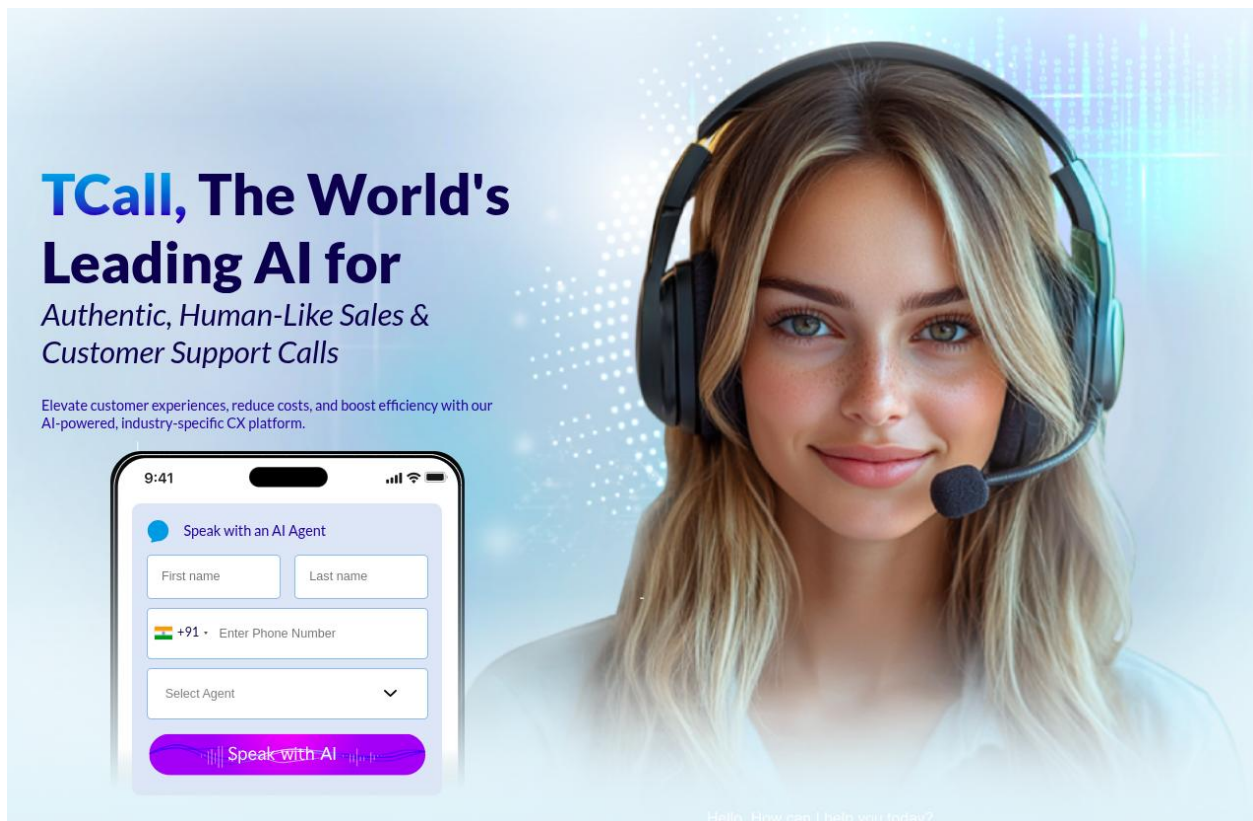 TCall, The World's
Leading AI for
Authentic, Human-Like Sales &
Customer Support Calls
Elevate customer experiences, reduce costs, and boost efficiency with our
AI-powered, industry-specific CX platform.
9:41
Speak with an AI Agent
First name
Last name
+91
Enter Phone Number
Select Agent
Speak with AI
Hello, How can I help you today?